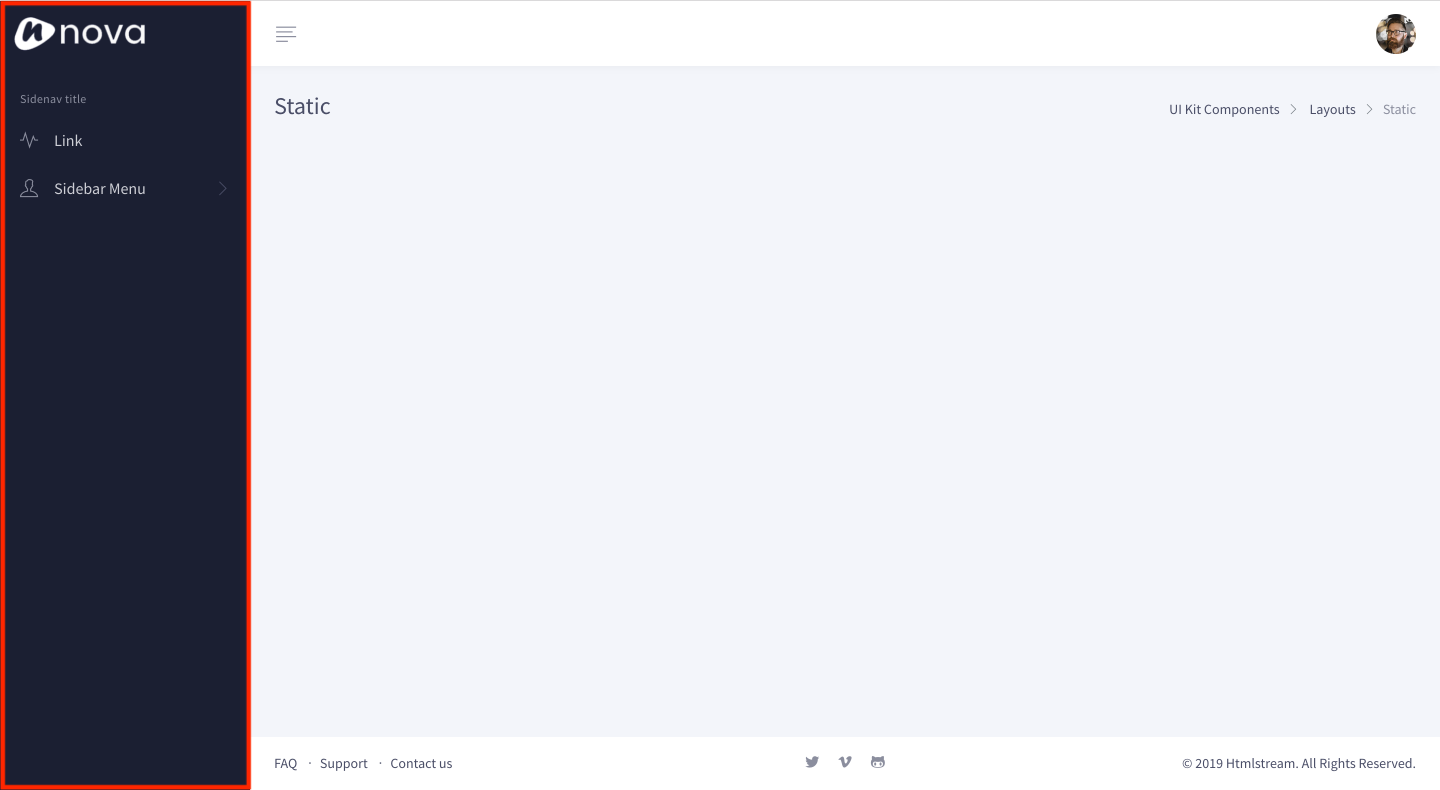 nova
Sidenav title
Link
Sidebar Menu
Static
UI Kit Components
Layouts
Static
FAQ · Support · Contact us
© 2019 Htmlstream. All Rights Reserved.